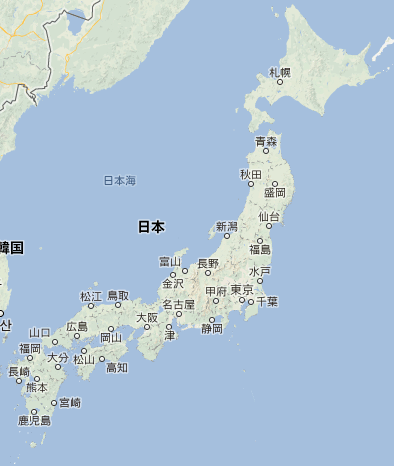 札幌
青森
秋田
盛岡
日本海
仙台
日本
新潟
韓国
福島
富山
長野
水戸
金沢
甲府
東京
松江
鳥取
千葉
名古屋
大阪
山口
広島
岡山
津
静岡
山
福岡
大分
松山
高知
長崎
熊本
宮崎
鹿児島